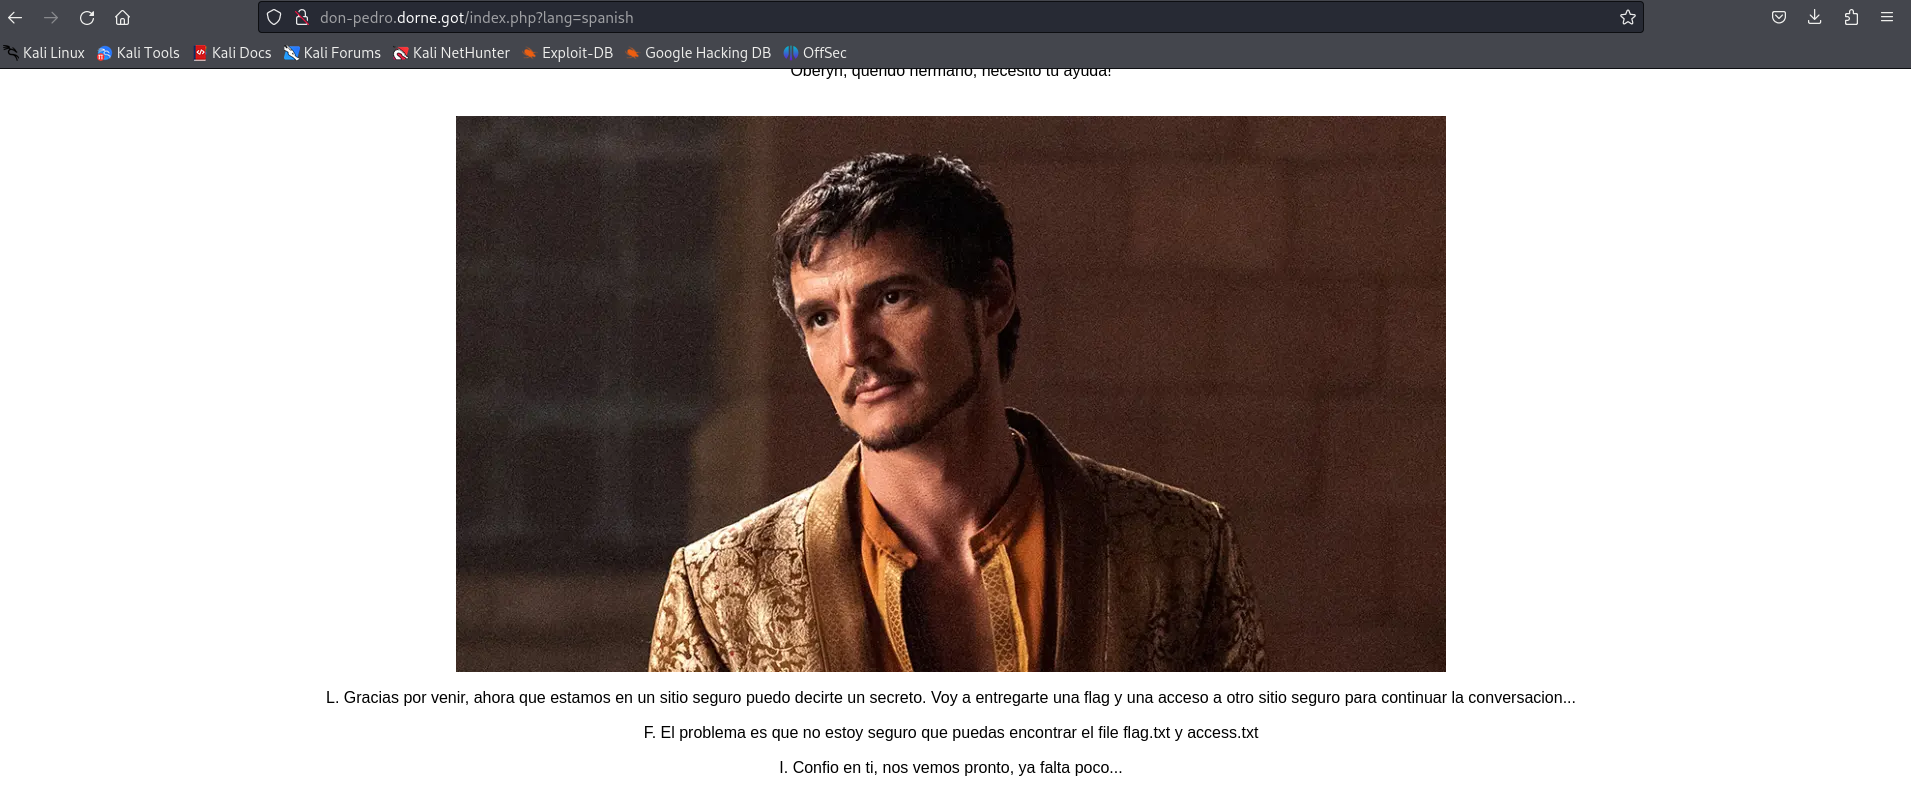 don-pedro.dorne.got/index.php?lang=spanish
Kali Linux Kali Tools Kali Docs Kali Forums Kali NetHunter Exploit-DB Google Hacking DB OffSec
Oberyn, querido hermano, necesito tu ayuda!
L. Gracias por venir, ahora que estamos en un sitio seguro puedo decirte un secreto. Voy a entregarte una flag y una acceso a otro sitio seguro para continuar la conversacion...
F. El problema es que no estoy seguro que puedas encontrar el file flag.txt y access.txt
I. Confio en ti, nos vemos pronto, ya falta poco...